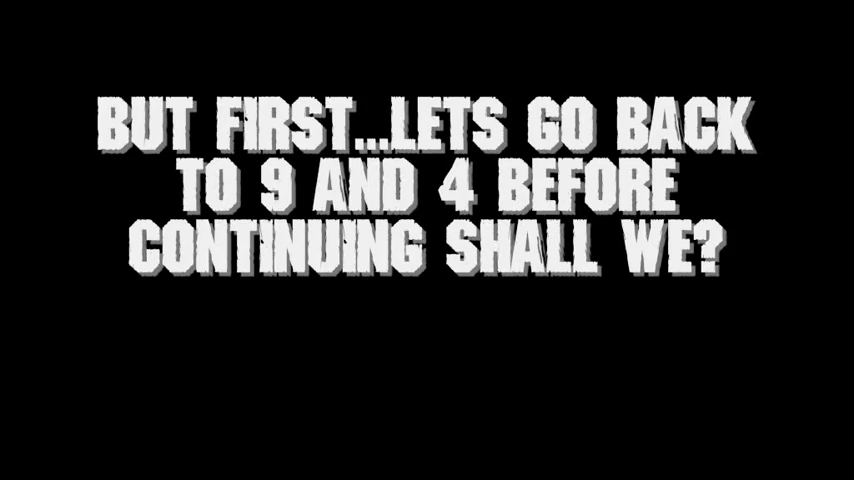 BUT FIRST...LETS GO BACK
TO 9 AND 4 BEFORE
CONTINUING SHALL WE?